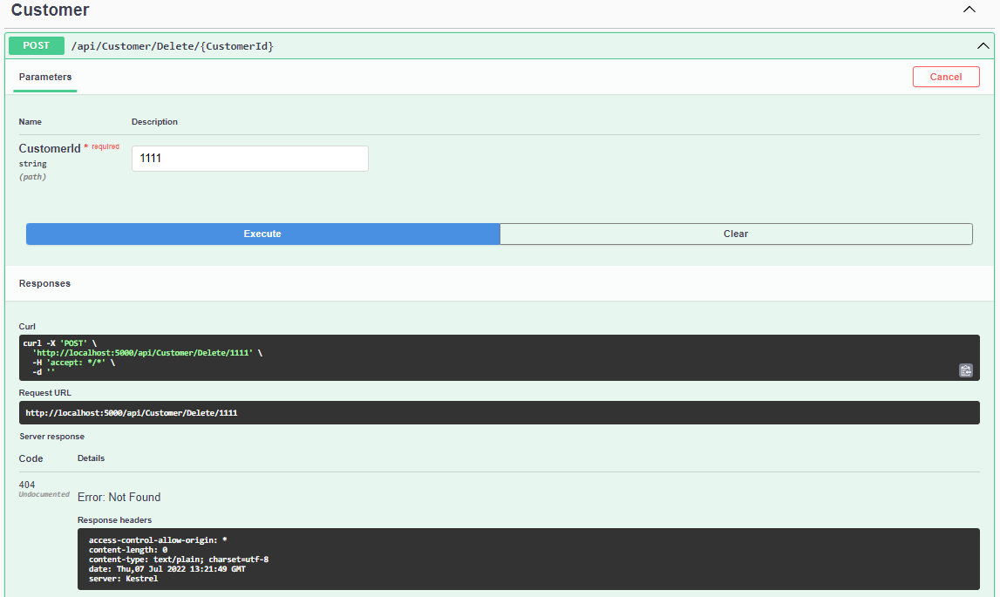 Customer
POST /api/Customer/Delete/{CustomerId}
Parameters
Cancel
Name Description
CustomerId * required
string
(path)
1111
Execute Clear
Responses
Curl
curl -X 'POST' \
'http://localhost:5000/api/Customer/Delete/1111' \
-H 'accept: */*' \
-d ''
Request URL
http://localhost:5000/api/Customer/Delete/1111
Server response
Code Details
404
Undocumented
Error: Not Found
Response headers
access-control-allow-origin: *
content-length: 0
content-type: text/plain; charset=utf-8
date: Thu,07 Jul 2022 13:21:49 GMT
server: Kestrel